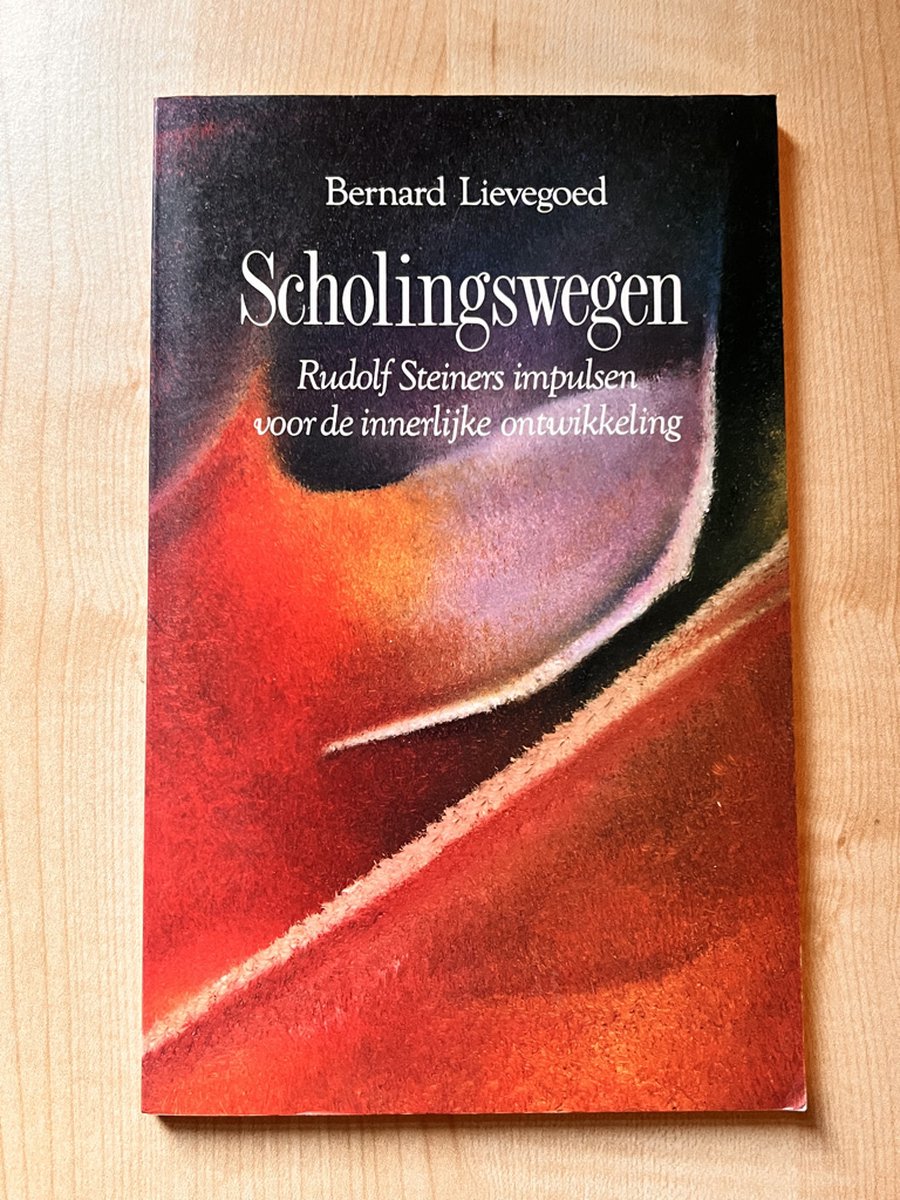 Bernard Lievegoed
Scholingswegen
Rudolf Steiners impulsen
voor de innerlijke ontwikkeling